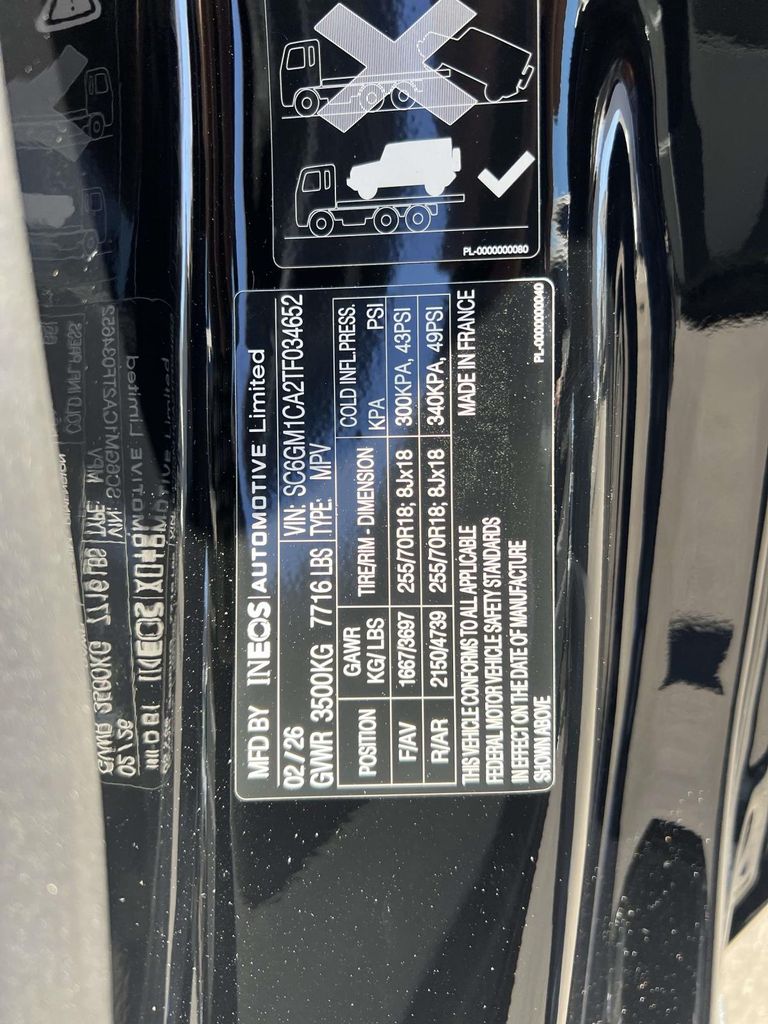 PL-0000000080
MFD BY INEOS AUTOMOTIVE Limited
02/26 VIN: SC6GM1CA2TF034652
GVWR 3500KG 7716 LBS TYPE: MPV
POSITION GAWR KG/LBS TIRE/RIM - DIMENSION COLD INFL.PRESS. KPA PSI
F/AV 1667/3697 255/70R18; 8Jx18 300KPA, 43PSI
R/AR 2150/4739 255/70R18; 8Jx18 340KPA, 49PSI
THIS VEHICLE CONFORMS TO ALL APPLICABLE MADE IN FRANCE
FEDERAL MOTOR VEHICLE SAFETY STANDARDS
IN EFFECT ON THE DATE OF MANUFACTURE
SHOWN ABOVE
PL-0000000040